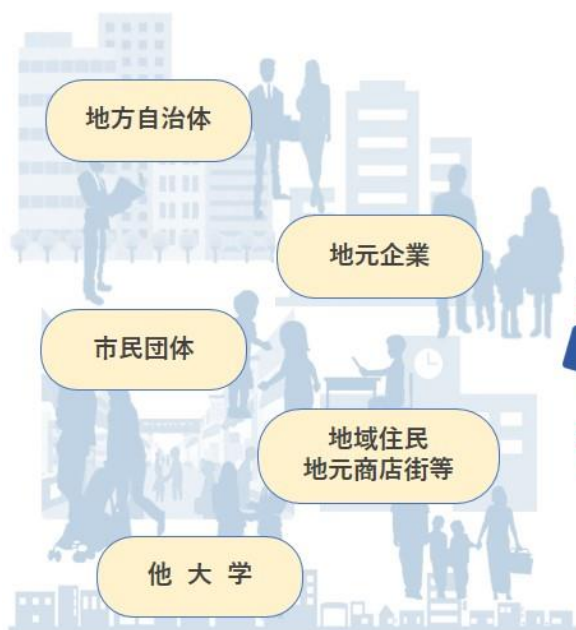 地方自治体
地元企業
市民団体
地域住民
地元商店街等
他大学